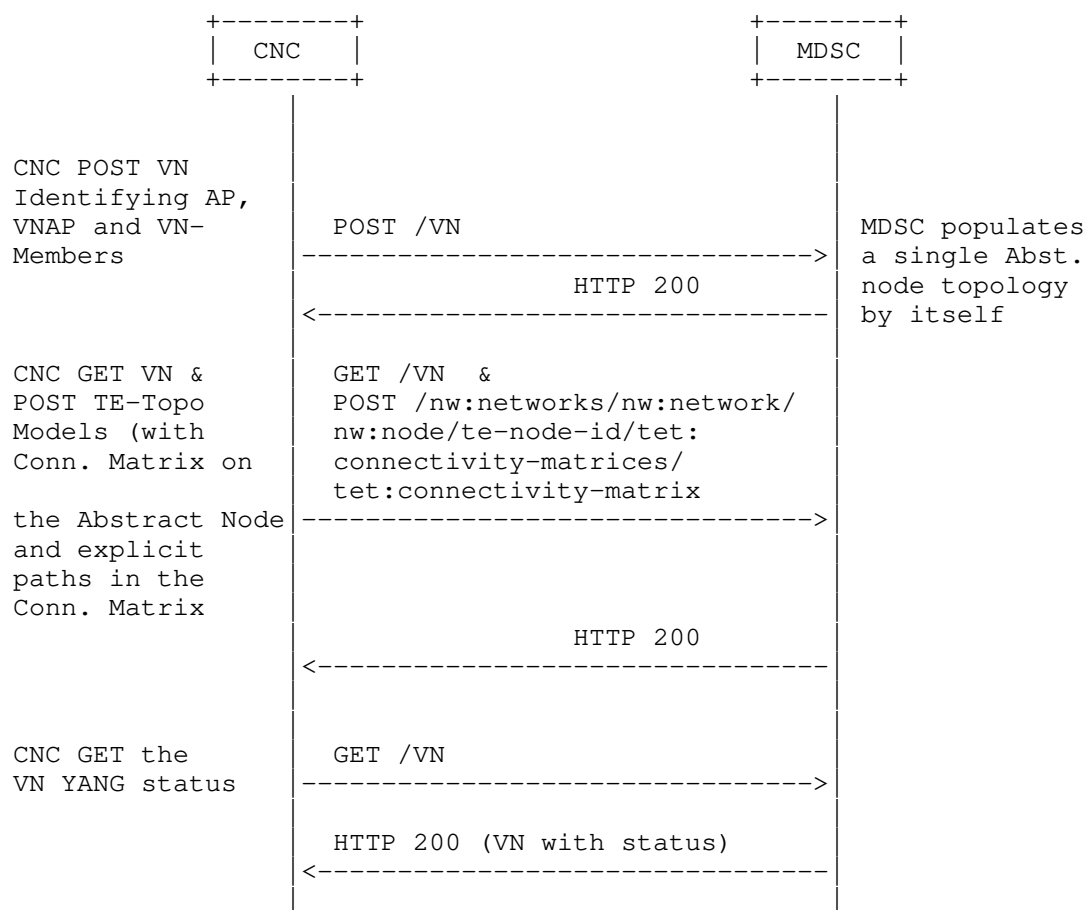 CNC MDSC
CNC POST VN
Identifying AP,
VNAP and VN- POST /VN MDSC populates
Members a single Abst.
HTTP 200 node topology
by itself
CNC GET VN & GET /VN &
POST TE-Topo POST /nw:networks/nw:network/
Models (with nw:node/te-node-id/tet:
Conn. Matrix on connectivity-matrices/
tet:connectivity-matrix
the Abstract Node
and explicit
paths in the
Conn. Matrix
HTTP 200
CNC GET the GET /VN
VN YANG status
HTTP 200 (VN with status)